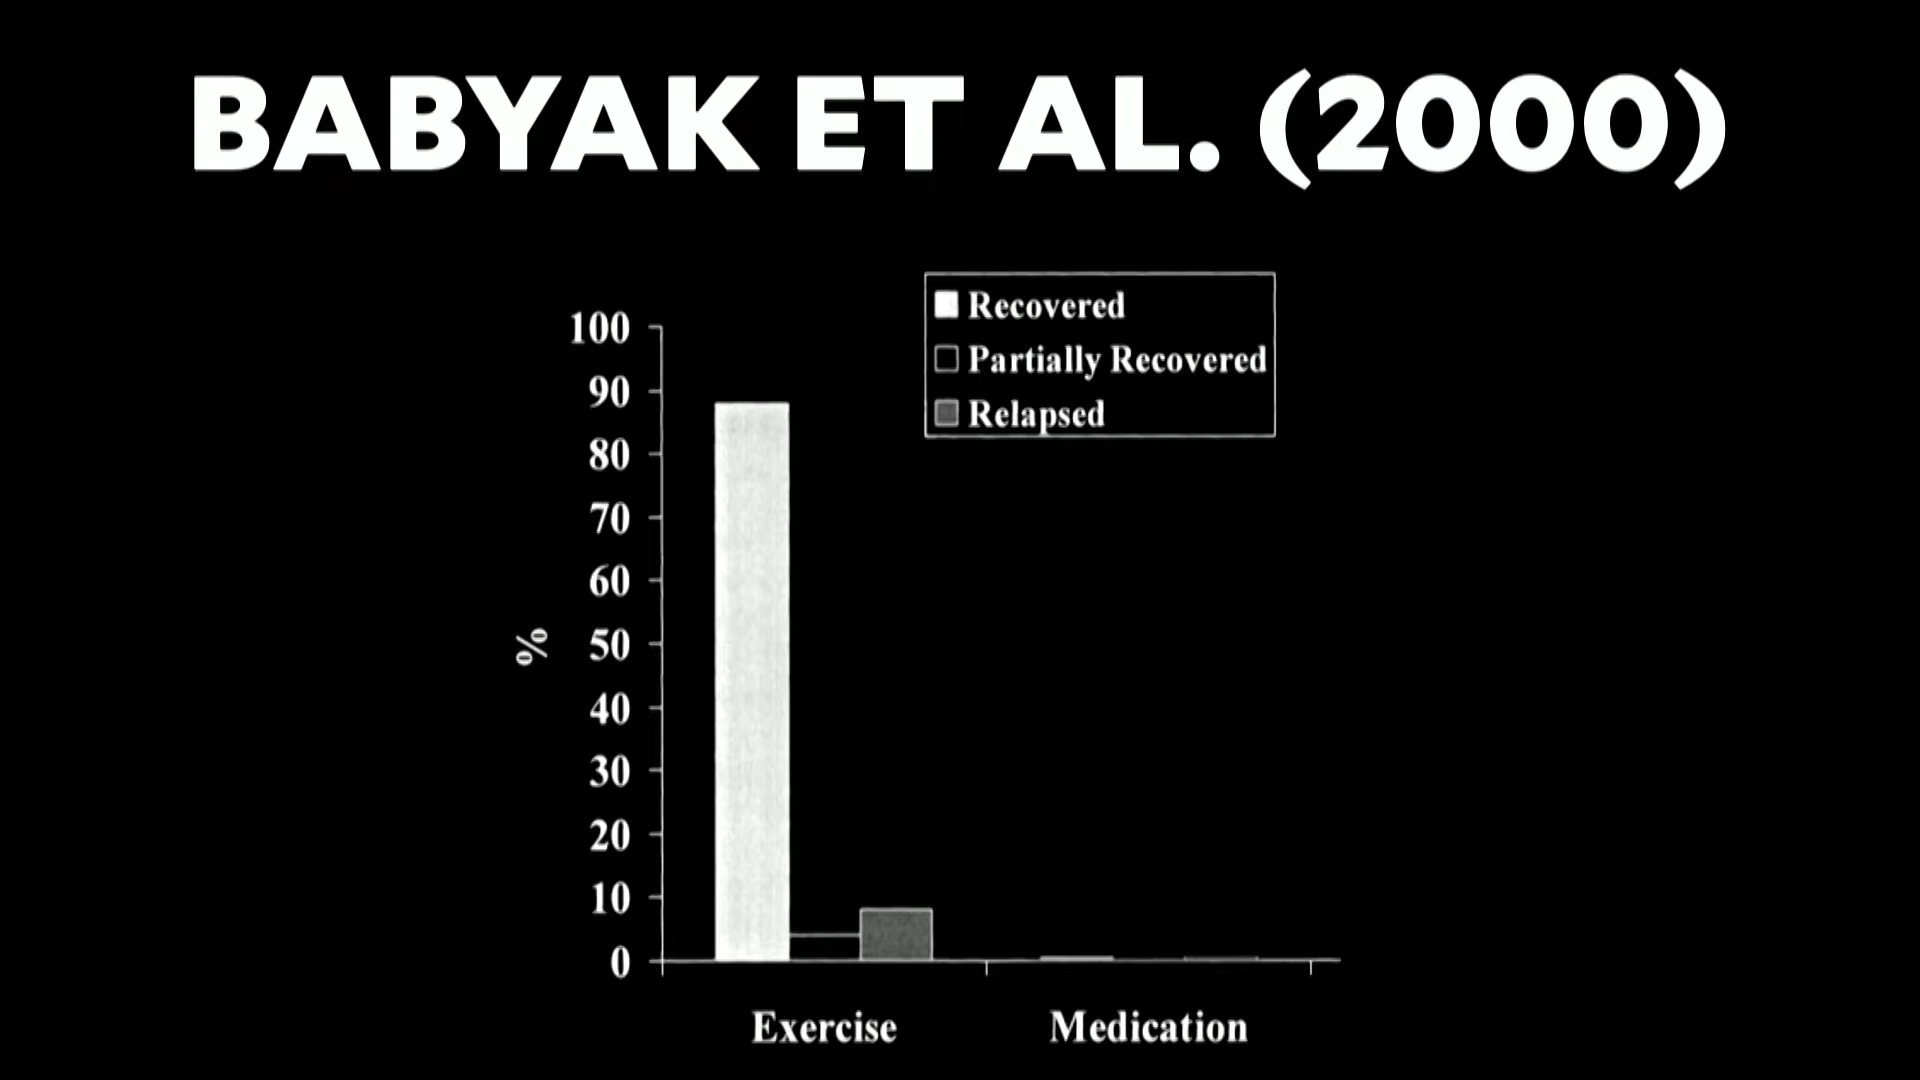 BABYAK ET AL. (2000)
Recovered
Partially Recovered
Relapsed
100
90
80
70
60
50
40
30
20
10
0
%
Exercise
Medication